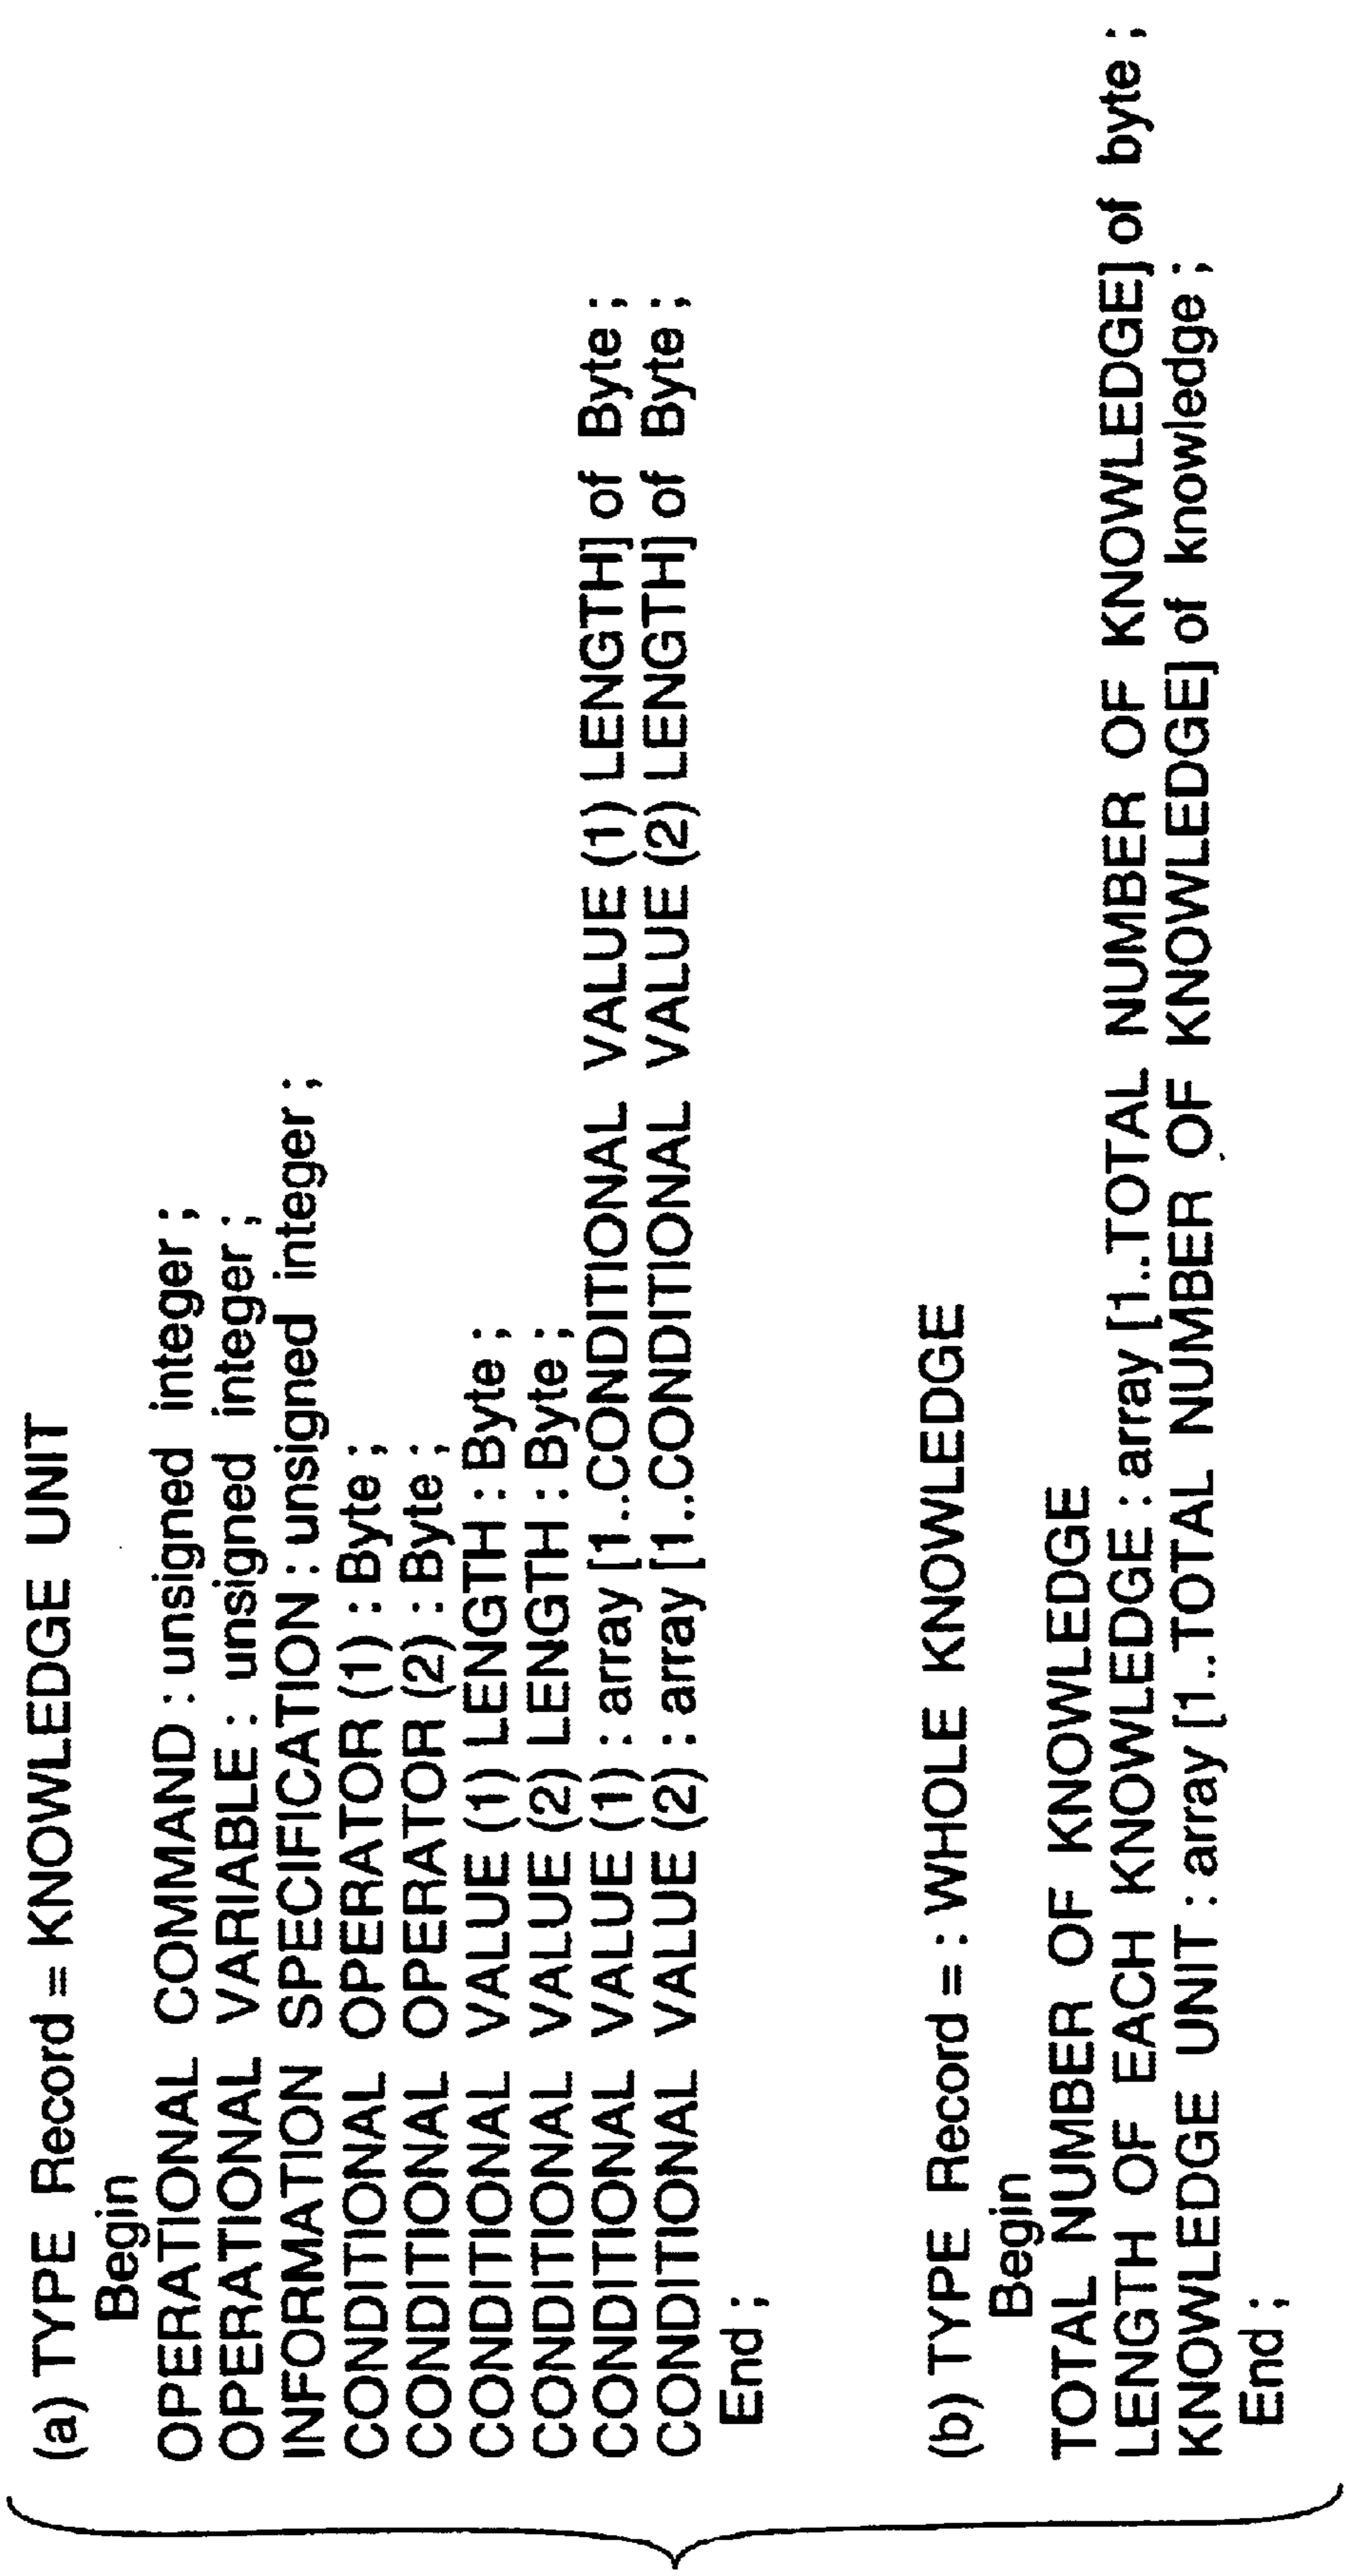 (a) TYPE Record = KNOWLEDGE UNIT
Begin
OPERATIONAL COMMAND : unsigned integer ;
OPERATIONAL VARIABLE : unsigned integer ;
INFORMATION SPECIFICATION : unsigned integer ;
CONDITIONAL OPERATOR (1) : Byte ;
CONDITIONAL OPERATOR (2) : Byte ;
CONDITIONAL VALUE (1) LENGTH : Byte ;
CONDITIONAL VALUE (2) LENGTH : Byte ;
CONDITIONAL VALUE (1) : array [1..CONDITIONAL VALUE (1) LENGTH] of Byte ;
CONDITIONAL VALUE (2) : array [1..CONDITIONAL VALUE (2) LENGTH] of Byte ;
End ;
(b) TYPE Record = : WHOLE KNOWLEDGE
Begin
TOTAL NUMBER OF KNOWLEDGE
LENGTH OF EACH KNOWLEDGE : array [1..TOTAL NUMBER OF KNOWLEDGE] of byte ;
KNOWLEDGE UNIT : array [1..TOTAL NUMBER OF KNOWLEDGE] of knowledge ;
End ;